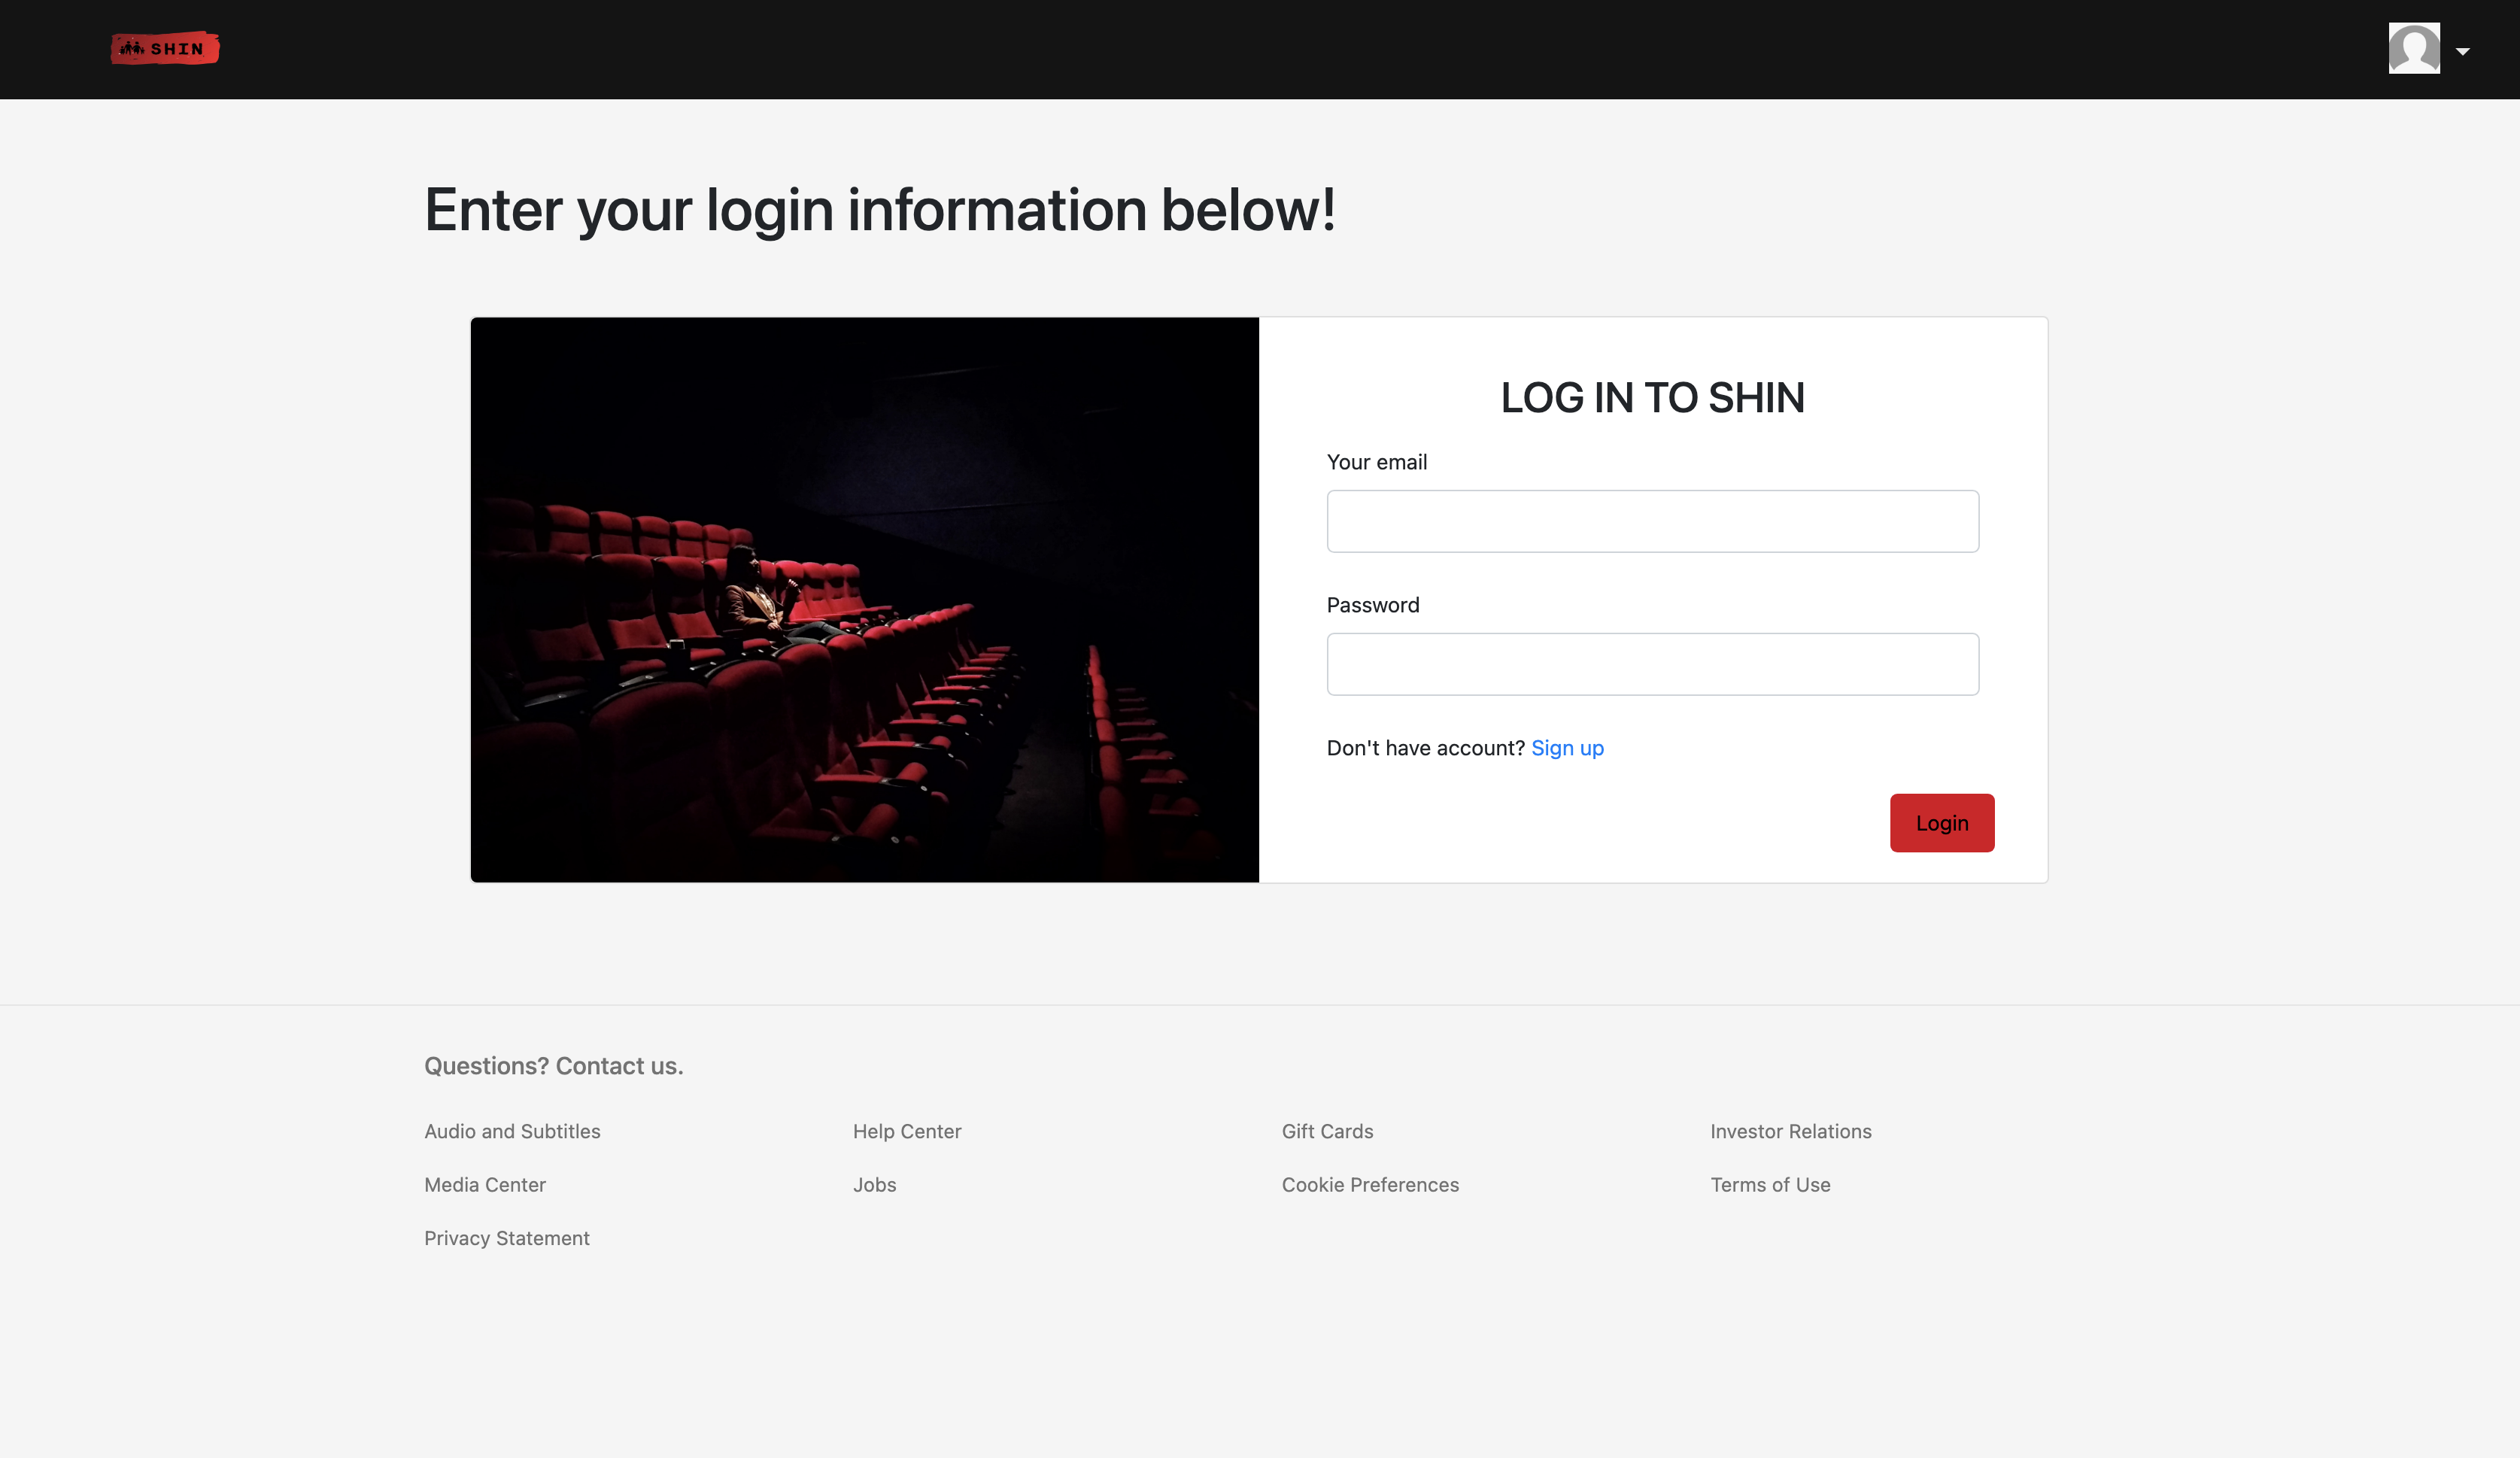 SHIN
Enter your login information below!
LOG IN TO SHIN
Your email
Password
Don't have account? Sign up
Login
Questions? Contact us.
Audio and Subtitles
Help Center
Gift Cards
Investor Relations
Media Center
Jobs
Cookie Preferences
Terms of Use
Privacy Statement